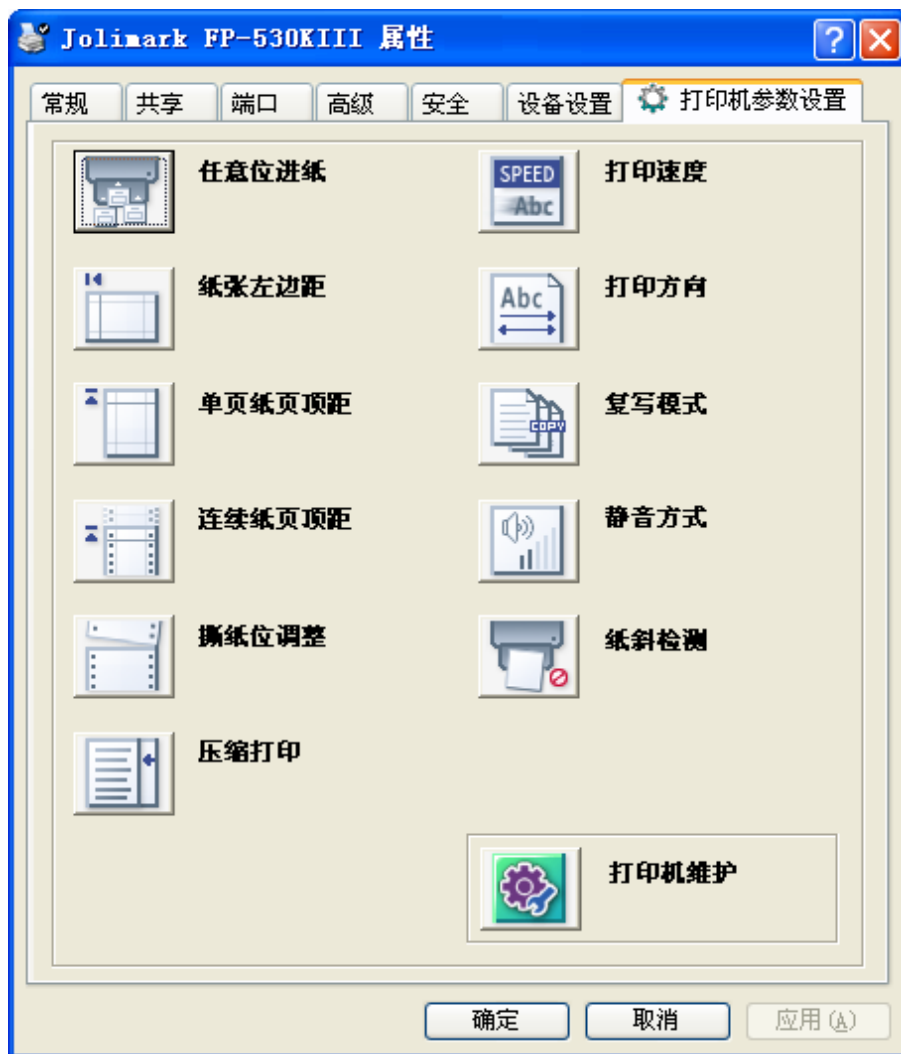 Jolimark FP-530KIII 属性
常规 共享 端口 高级 安全 设备设置 打印机参数设置
任意位进纸
SPEED
Abc
打印速度
纸张左边距
Abc
打印方向
单页纸页顶距
COPY
复写模式
连续纸页顶距
静音方式
撕纸位调整
纸斜检测
压缩打印
打印机维护
确定 取消 应用(A)